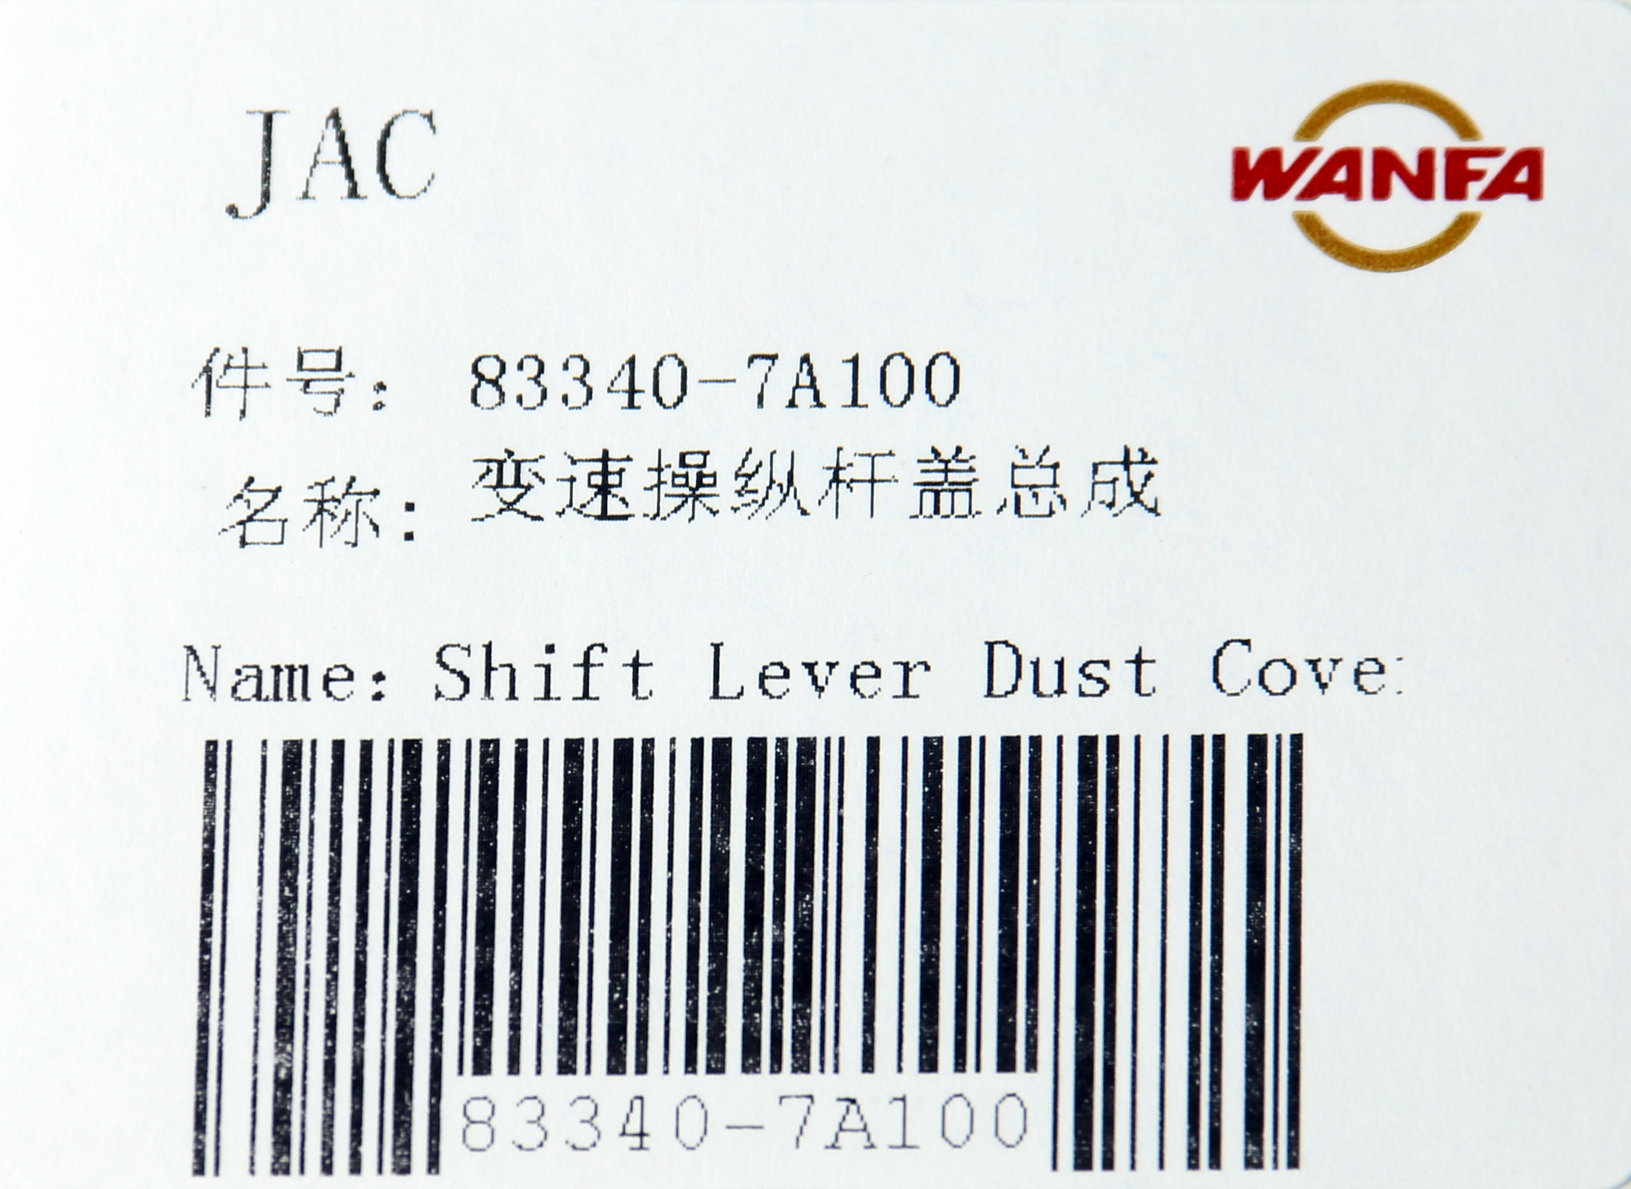 JAC
WANFA
件号: 83340-7A100
名称: 变速操纵杆盖总成
Name: Shift Lever Dust Cove
83340-7A100